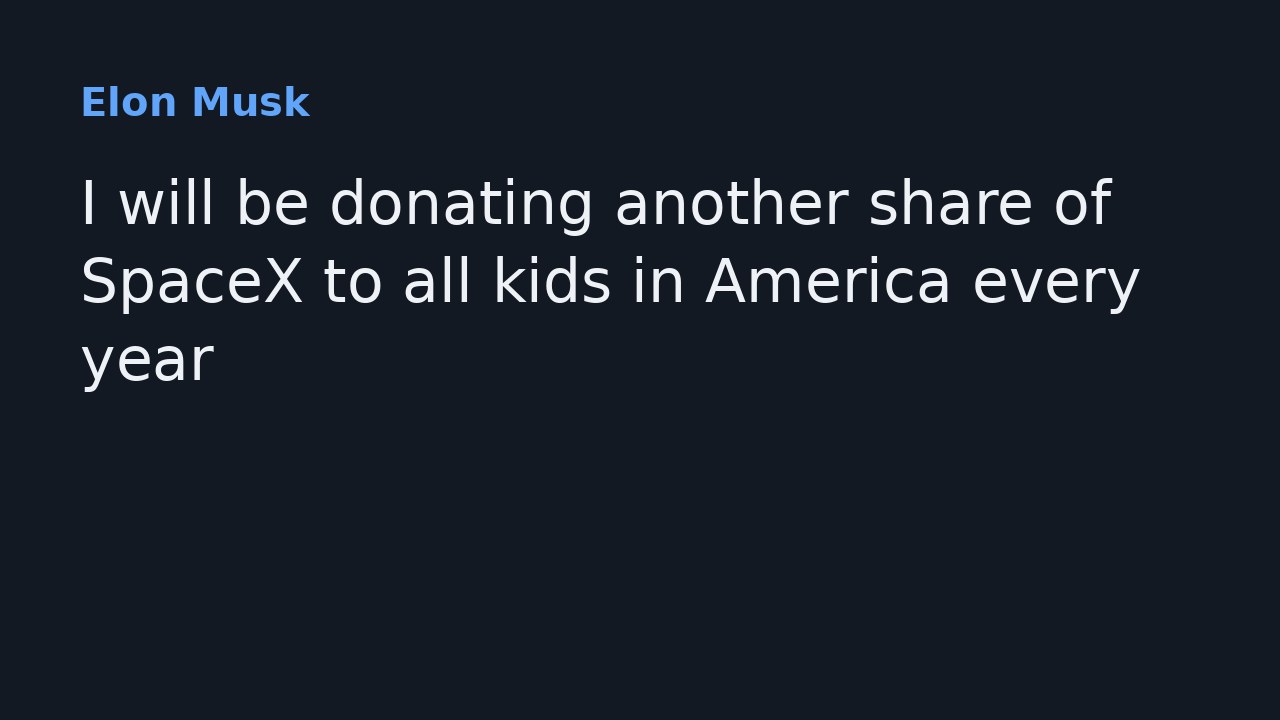 Elon Musk
I will be donating another share of
SpaceX to all kids in America every
year